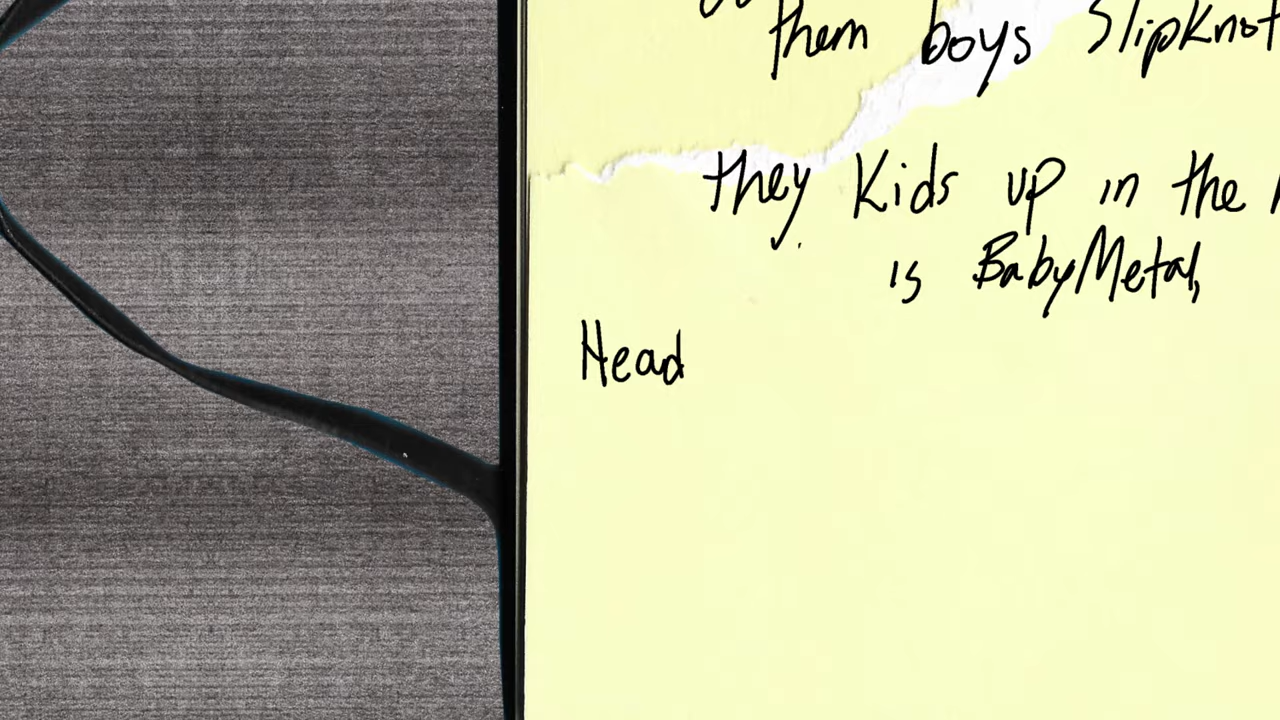 them boys SlipKnot
they Kids up in the
is BabyMetal,
Head